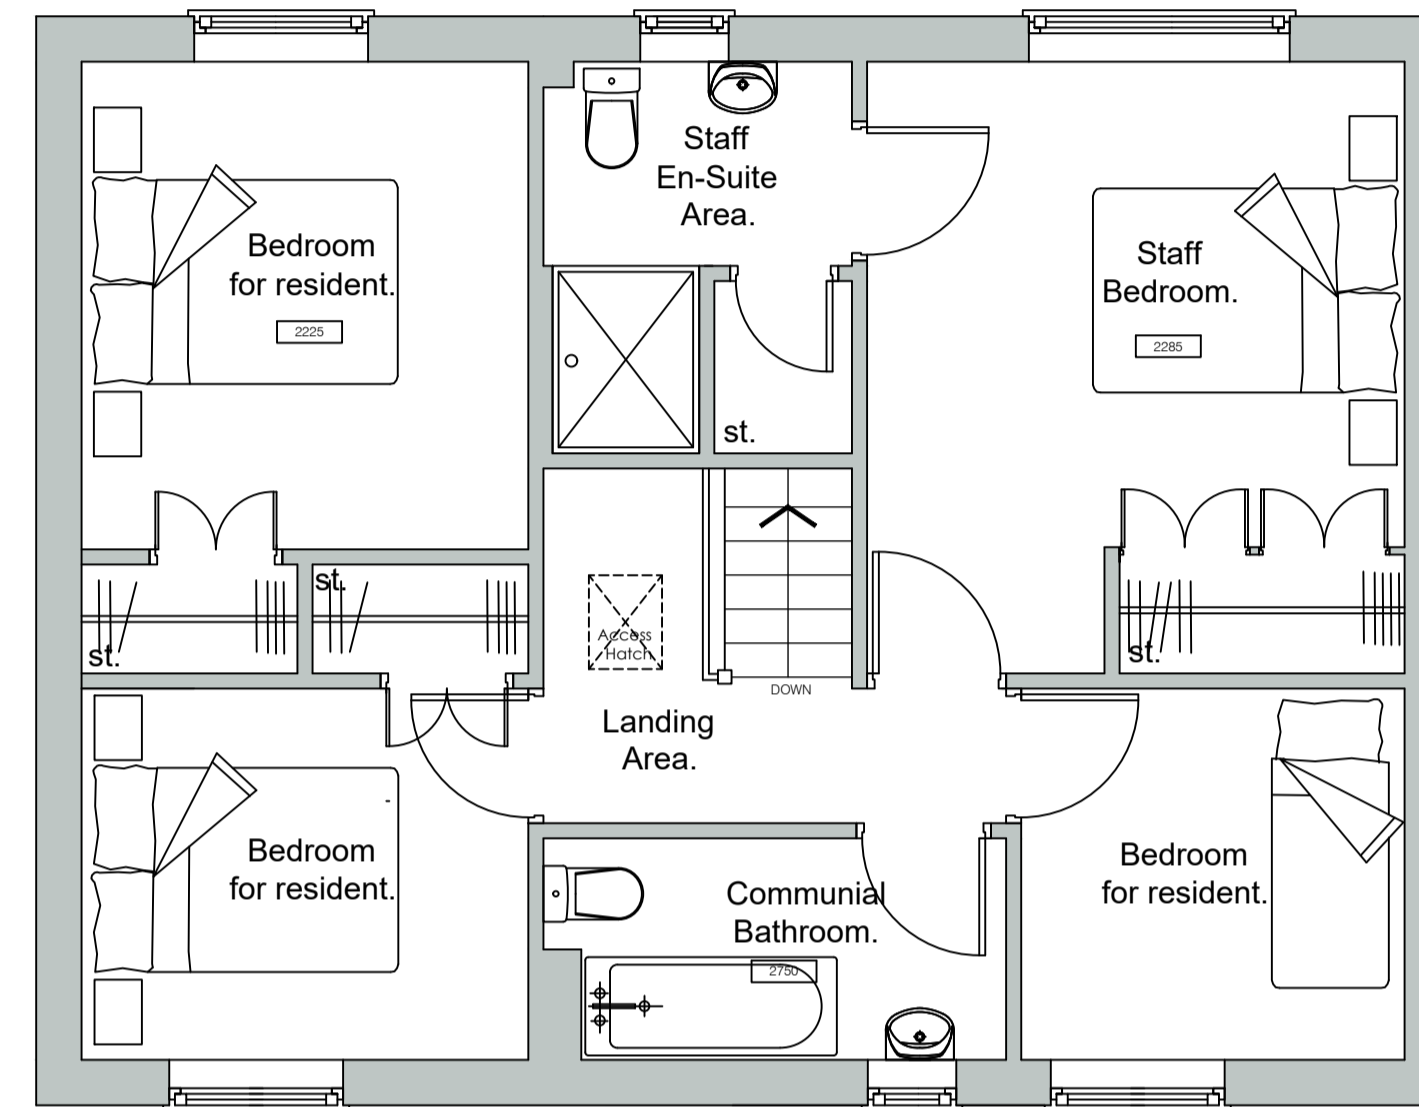 Staff
En-Suite
Area.
Bedroom
for resident.
2225
Staff
Bedroom.
2285
st.
st.
st.
st.
Access
Hatch
DOWN
Landing
Area.
Bedroom
for resident.
Communial
Bathroom.
2750
Bedroom
for resident.